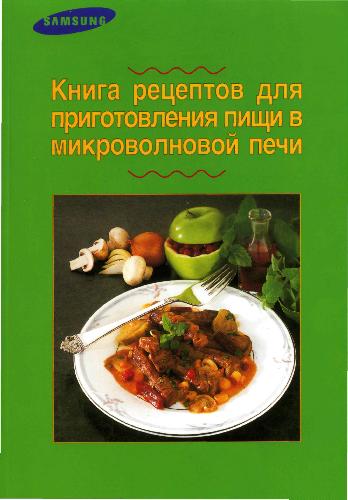 SAMSUNG
Книга рецептов для
приготовления пищи в
микроволновой печи